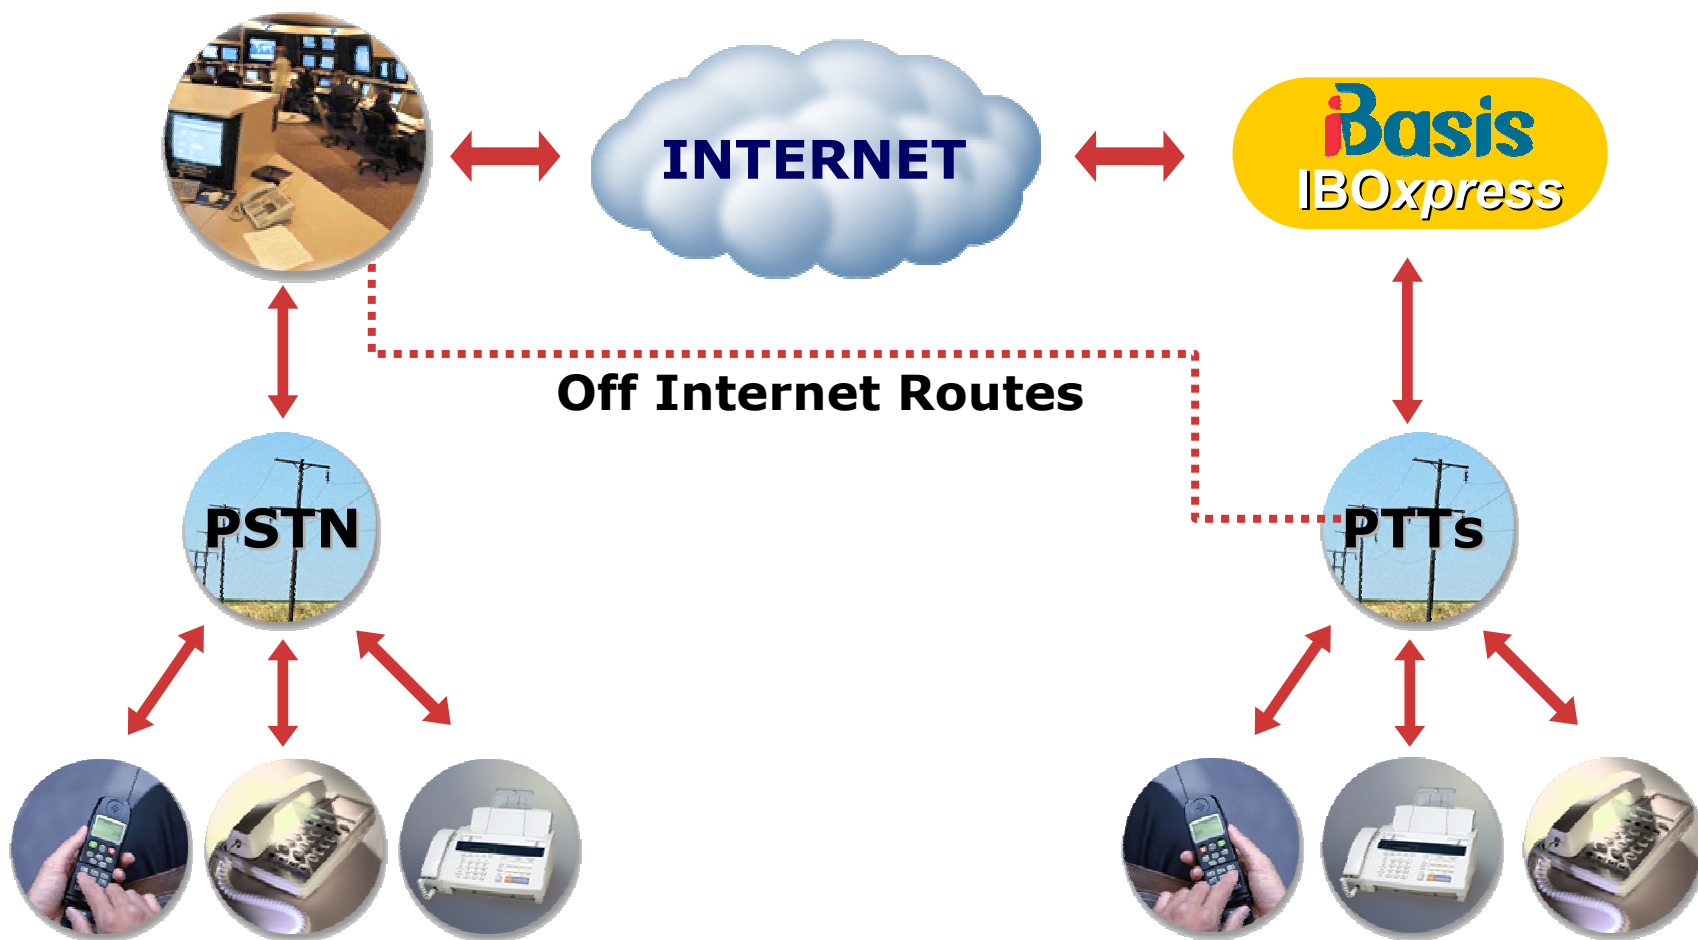 INTERNET
iBasis
IBOxpress
Off Internet Routes
PSTN
PTTs